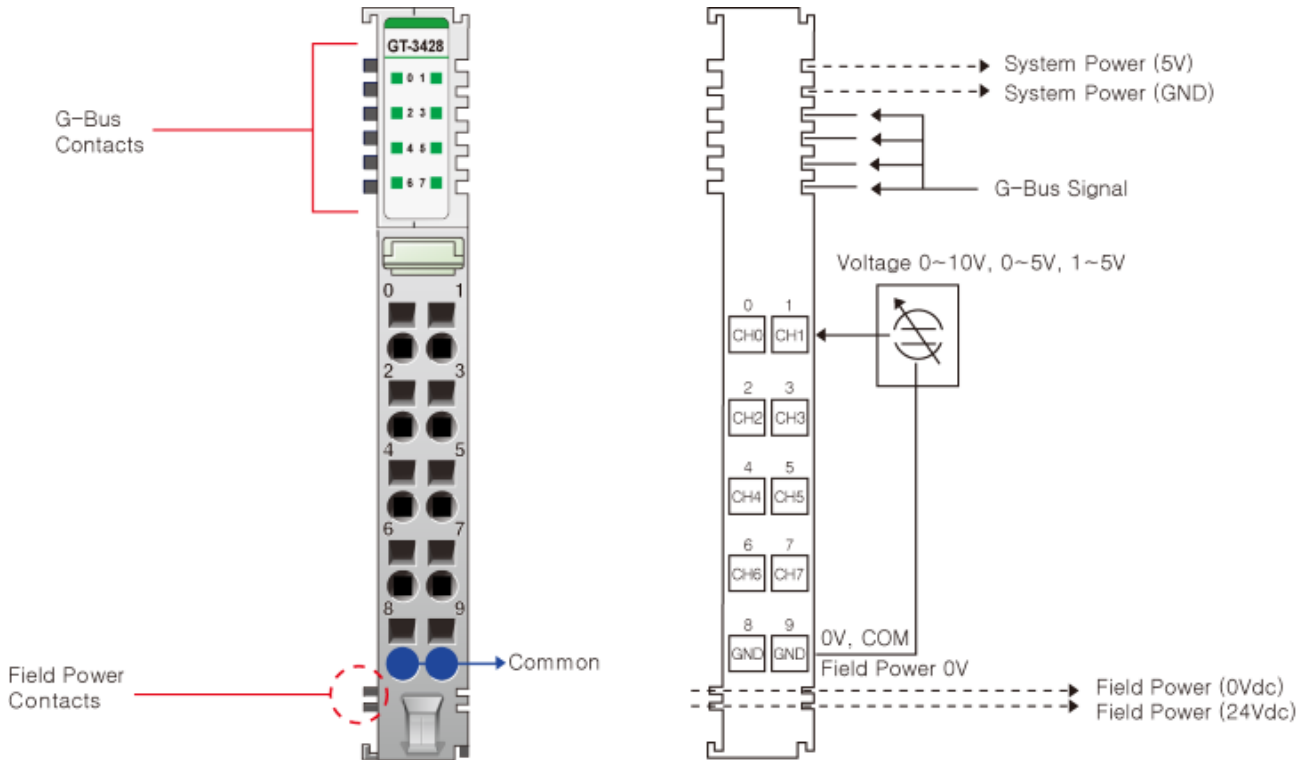 GT-3428
0 1
2 3
4 5
6 7
G-Bus
Contacts
0 1
2 3
4 5
6 7
8 9
Common
Field Power
Contacts
System Power (5V)
System Power (GND)
G-Bus Signal
Voltage 0~10V, 0~5V, 1~5V
0 1
CH0 CH1
2 3
CH2 CH3
4 5
CH4 CH5
6 7
CH6 CH7
8 9
GND GND
0V, COM
Field Power 0V
Field Power (0Vdc)
Field Power (24Vdc)